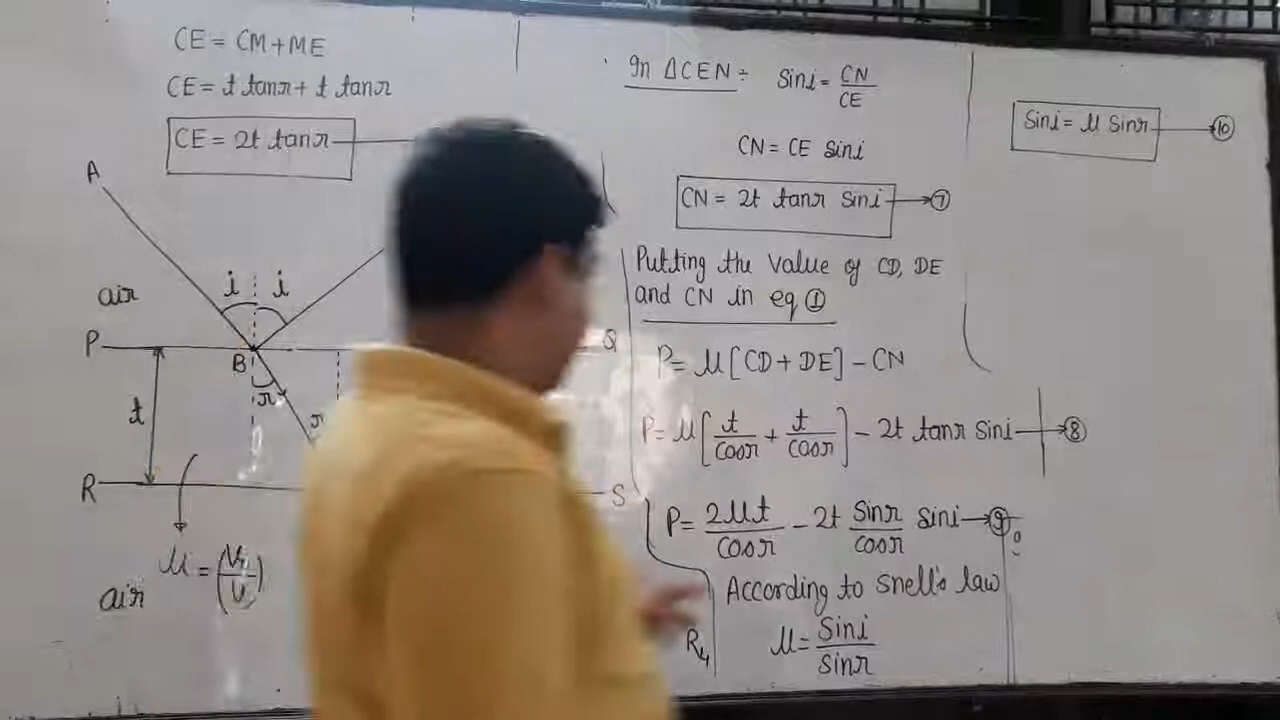 CE = CM+ME
CE = t tanr + t tanr
CE = 2t tanr
A
i i
air
P
B
Q
r
r
t
R
S
air
In ΔCEN ÷ Sini = CN/CE
CN = CE Sini
CN = 2t tanr Sini → ⑦
Putting the value of CD, DE
and CN in eq ①
P = μ[CD + DE] - CN
P = μ[t/cosr + t/cosr] - 2t tanr Sini → ⑧
P = 2μt/cosr - 2t Sinr/cosr Sini → ⑨
According to Snell's law
μ = Sini/sinr
Sini = μ Sinr → ⑩